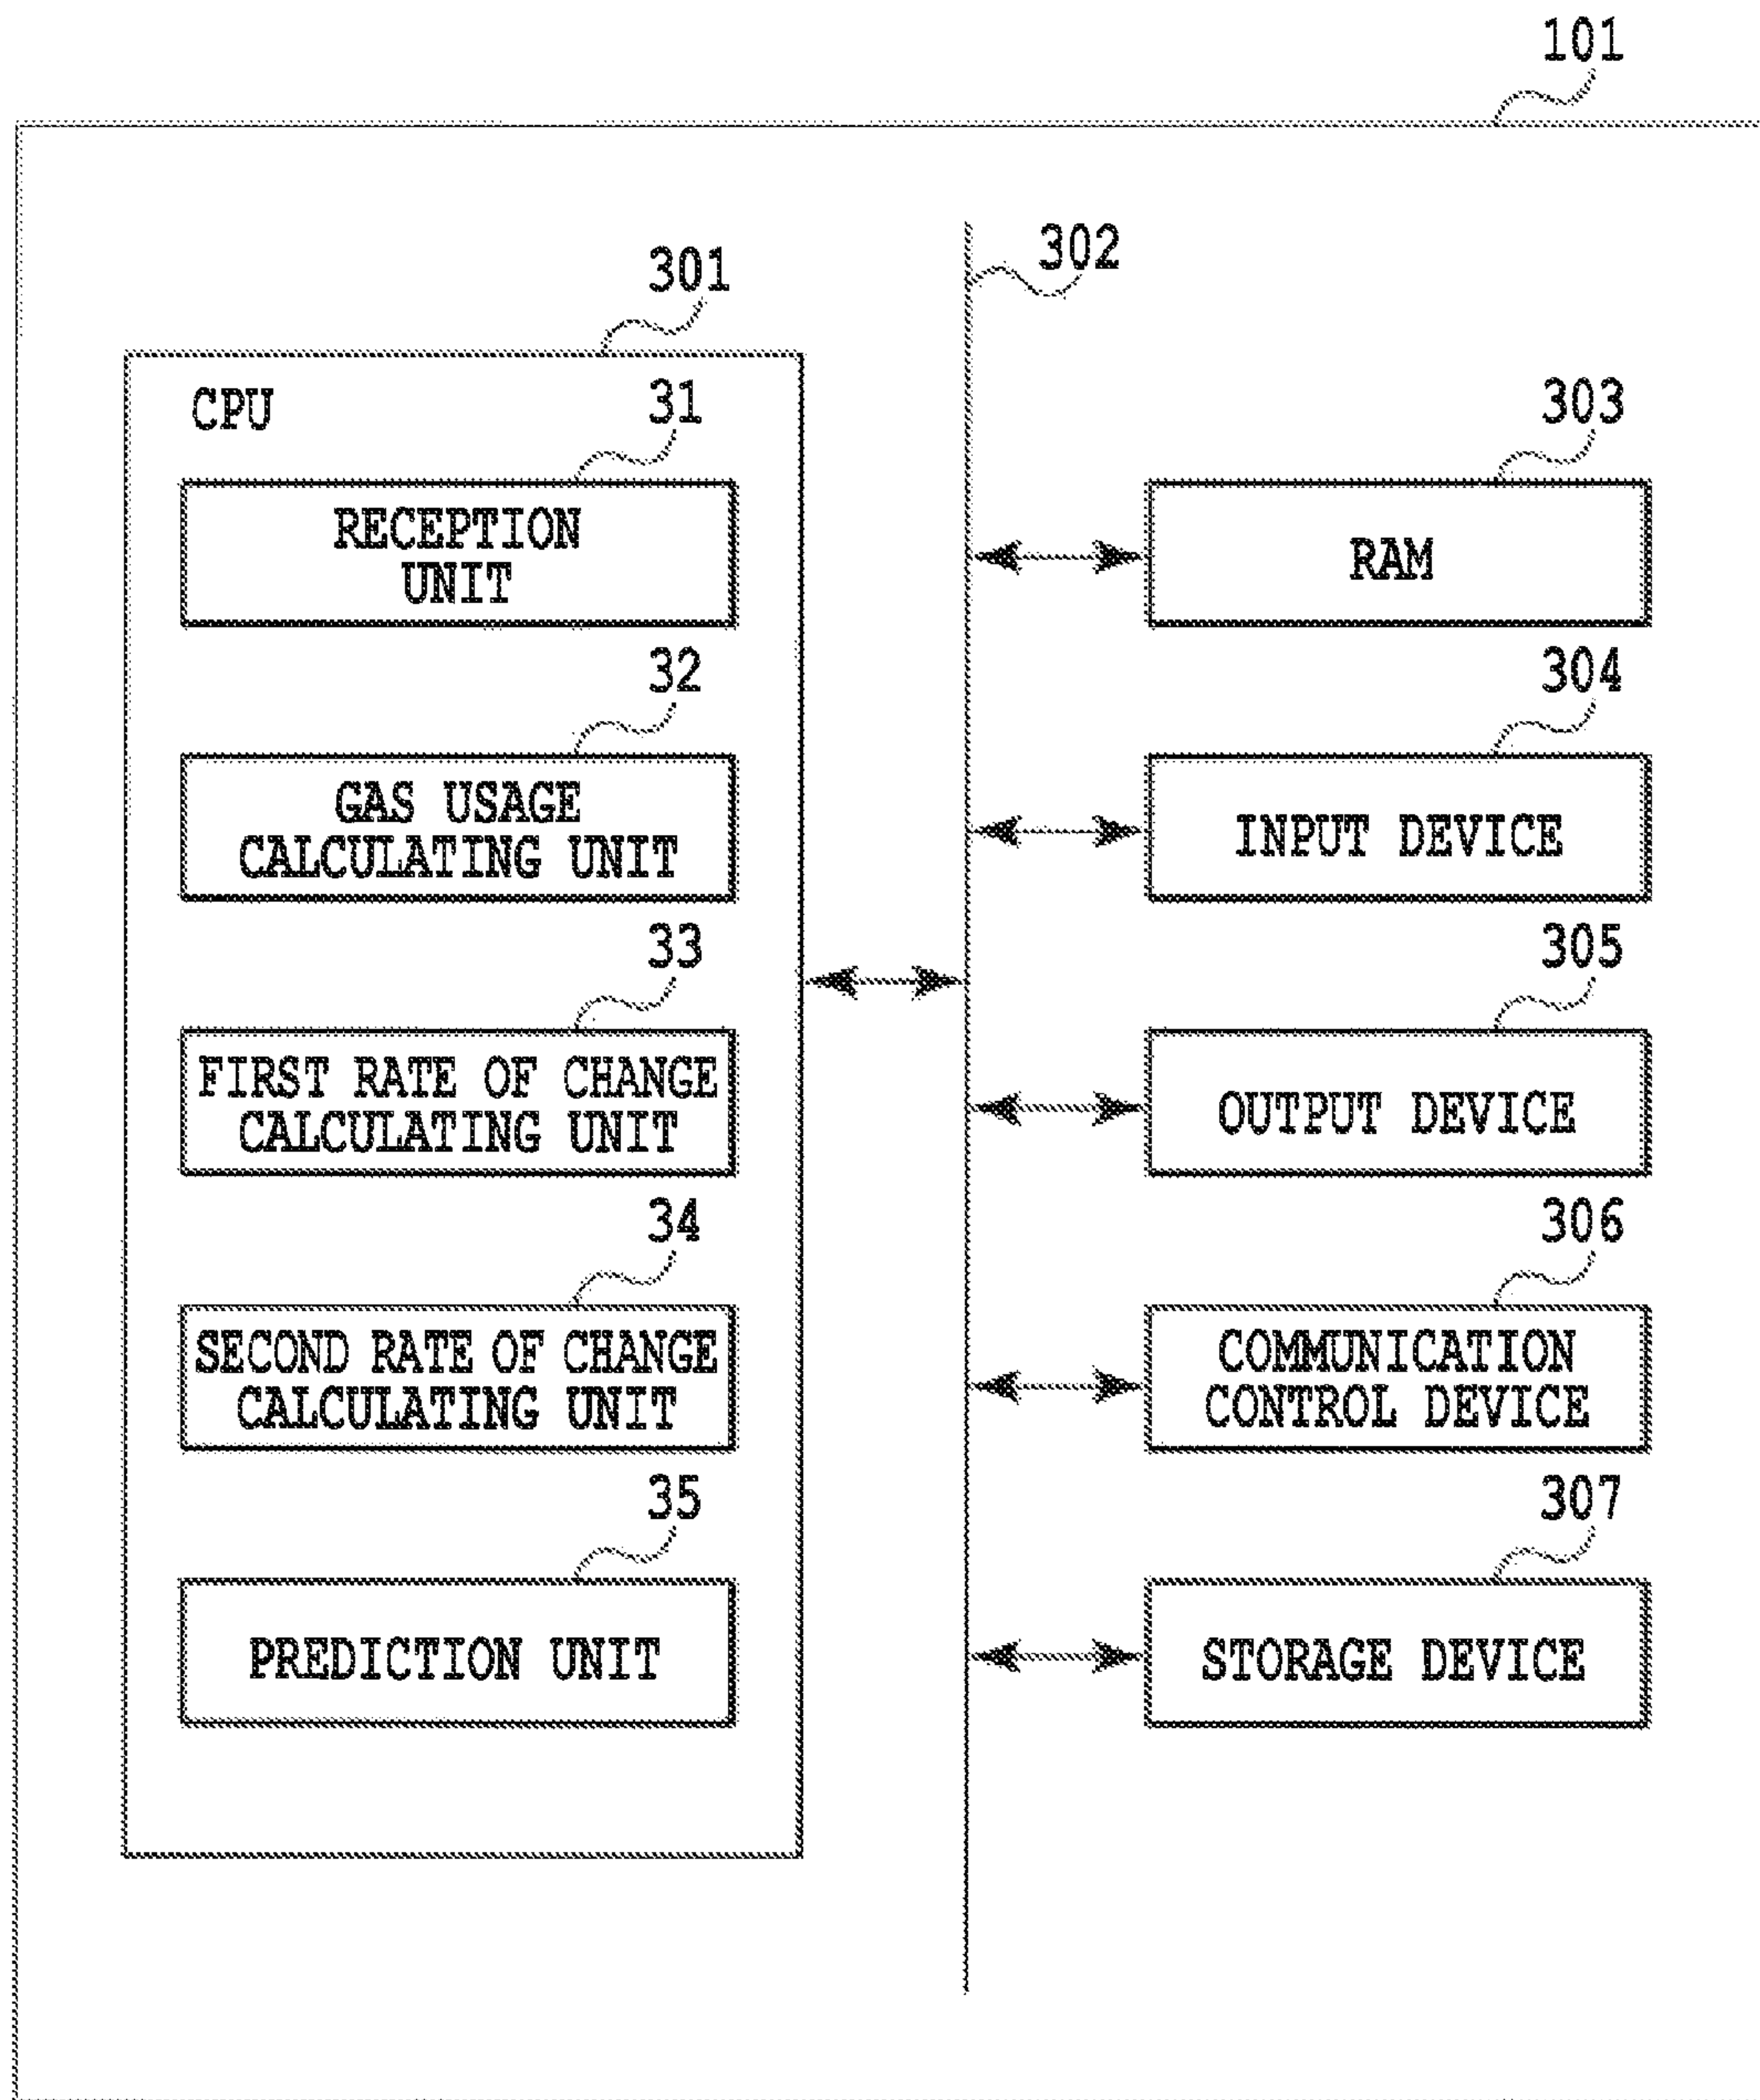 101
301
302
CPU
31
RECEPTION
UNIT
32
GAS USAGE
CALCULATING UNIT
33
FIRST RATE OF CHANGE
CALCULATING UNIT
34
SECOND RATE OF CHANGE
CALCULATING UNIT
35
PREDICTION UNIT
303
RAM
304
INPUT DEVICE
305
OUTPUT DEVICE
306
COMMUNICATION
CONTROL DEVICE
307
STORAGE DEVICE